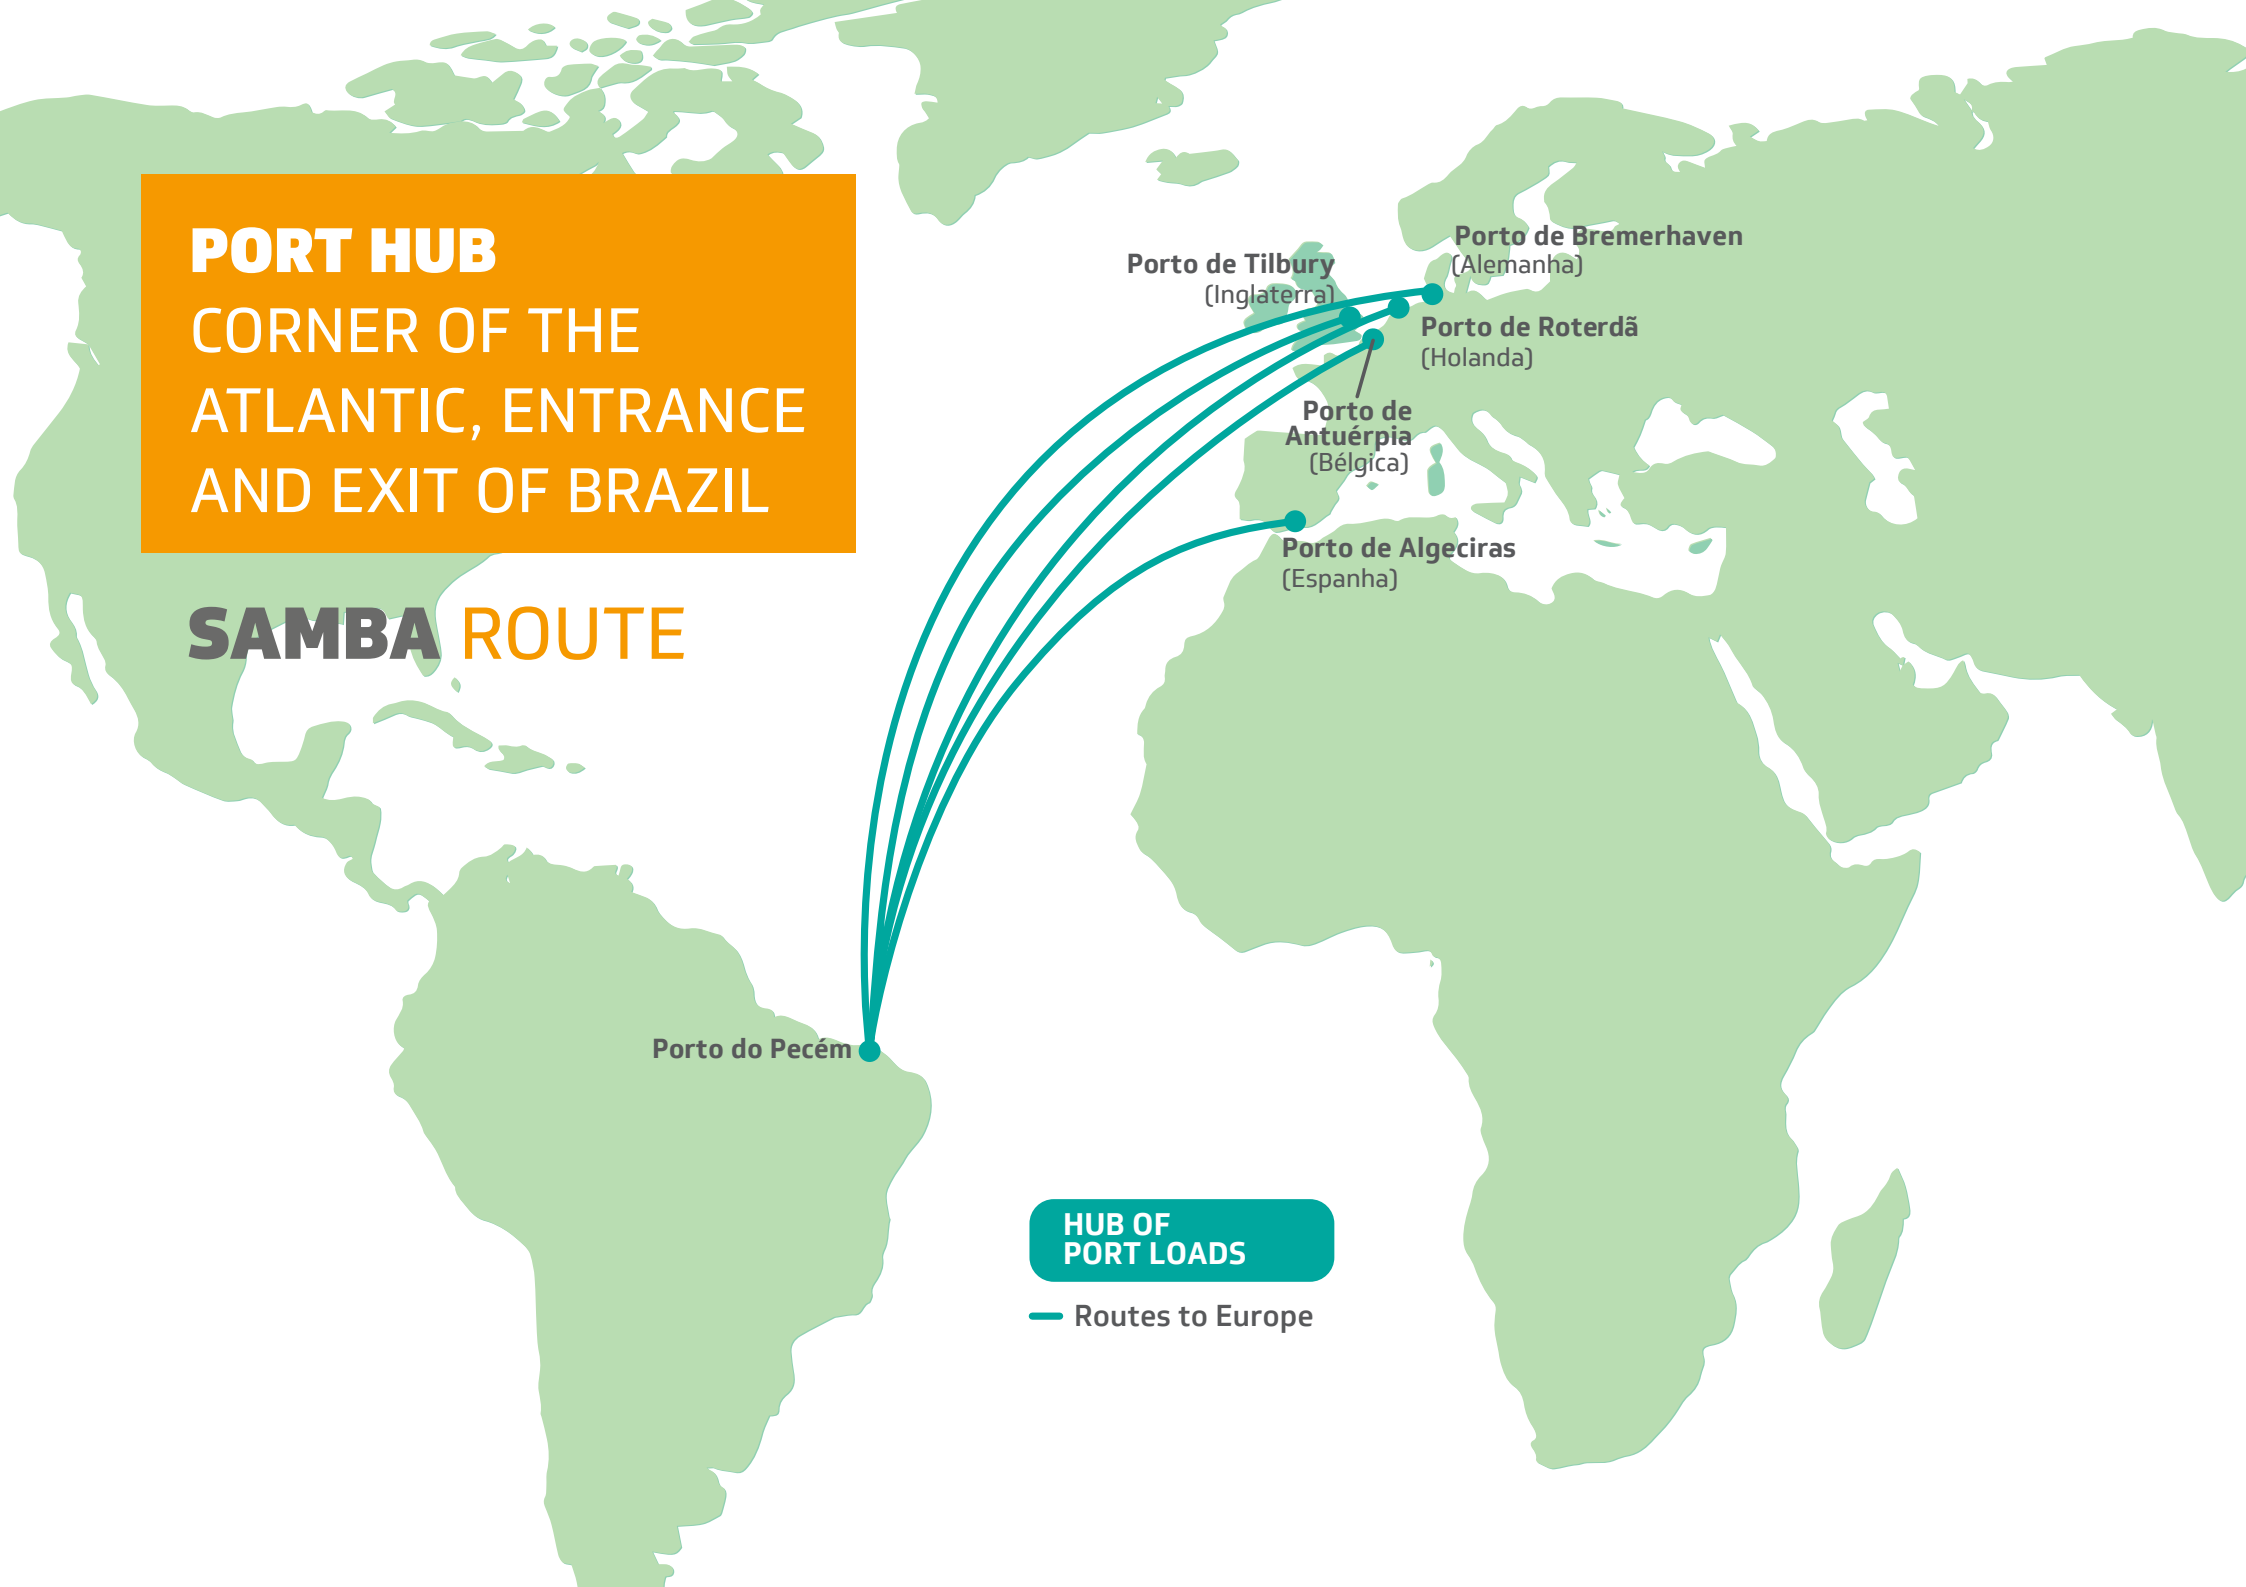 PORT HUB
CORNER OF THE
ATLANTIC, ENTRANCE
AND EXIT OF BRAZIL
SAMBA ROUTE
Porto de Tilbury
(Inglaterra)
Porto de Bremerhaven
(Alemanha)
Porto de Roterdã
(Holanda)
Porto de
Antuérpia
(Bélgica)
Porto de Algeciras
(Espanha)
Porto do Pecém
HUB OF
PORT LOADS
Routes to Europe